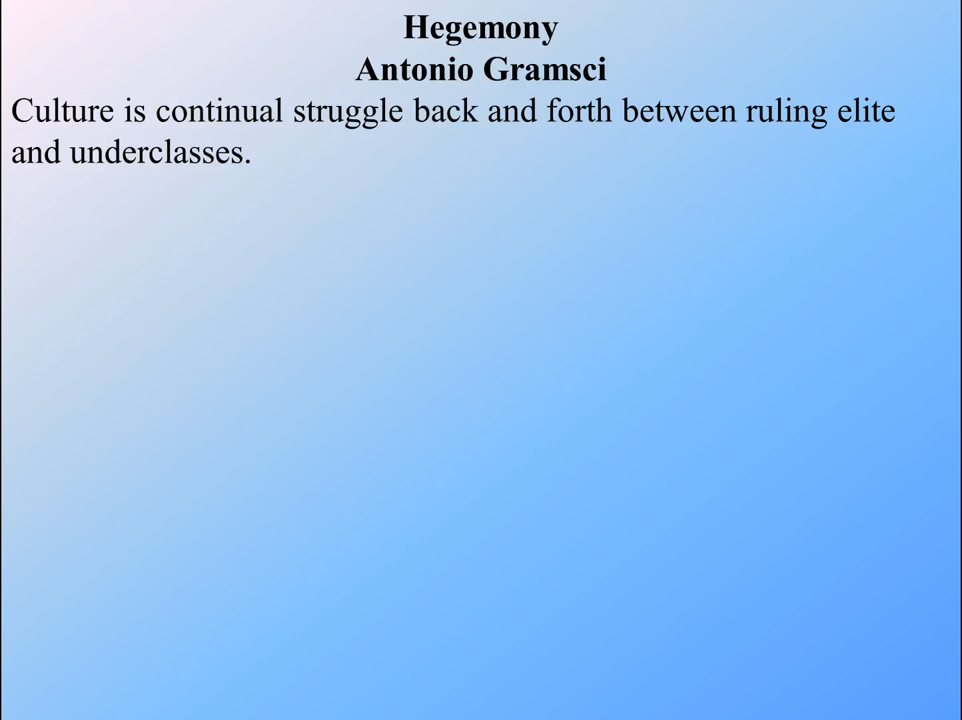 Hegemony
Antonio Gramsci
Culture is continual struggle back and forth between ruling elite
and underclasses.